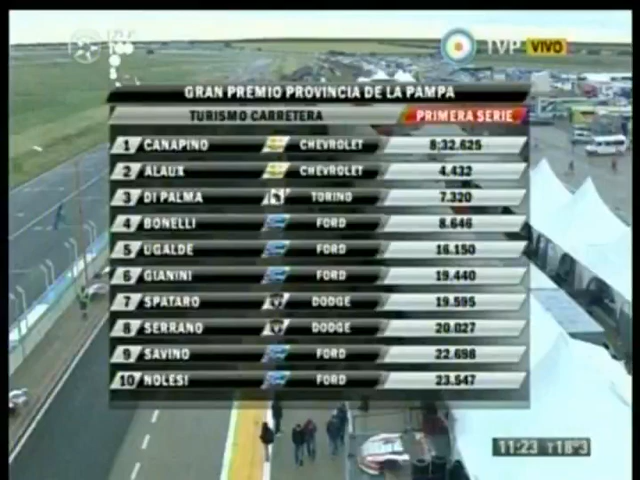 TVP VIVO
GRAN PREMIO PROVINCIA DE LA PAMPA
TURISMO CARRETERA PRIMERA SERIE
1 CANAPINO CHEVROLET 8:32.625
2 ALAUX CHEVROLET 4.432
3 DI PALMA TORINO 7.320
4 BONELLI FORD 8.646
5 UGALDE FORD 16.150
6 GIANINI FORD 19.440
7 SPATARO DODGE 19.595
8 SERRANO DODGE 20.027
9 SAVINO FORD 22.698
10 NOLESI FORD 23.547
11:23 T18°3